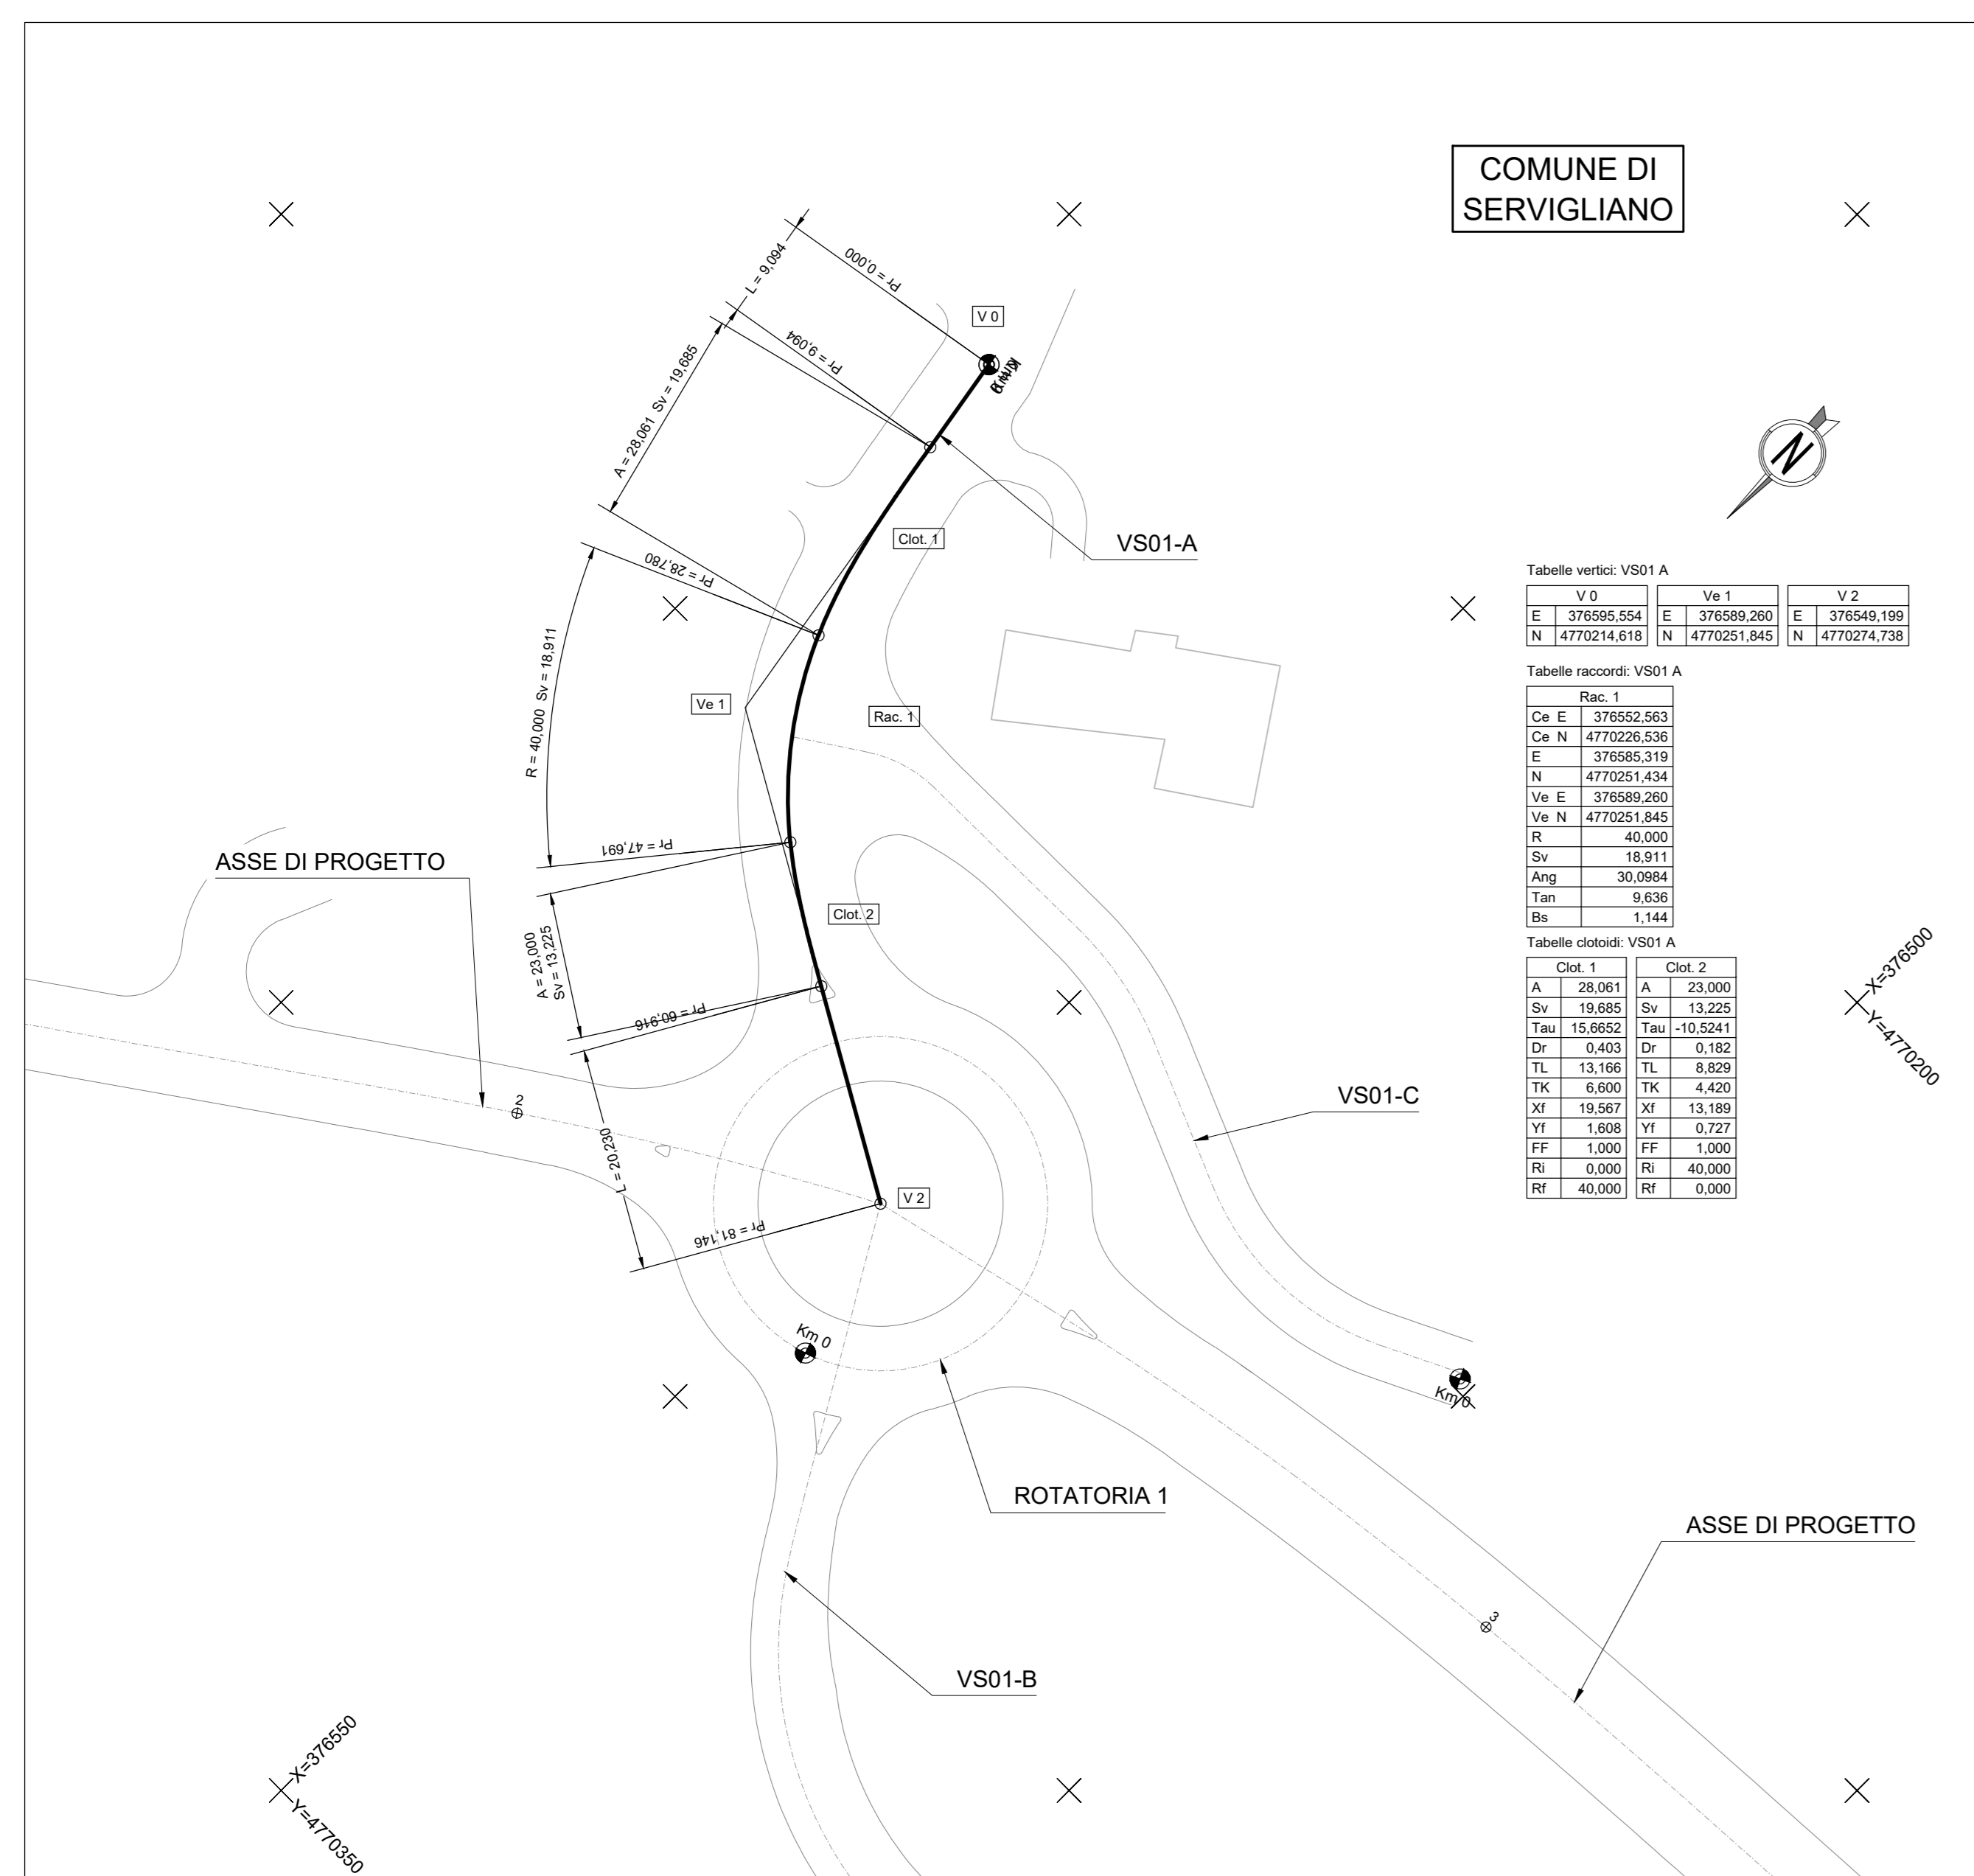 COMUNE DI
SERVIGLIANO
L = 9,094
Pr = 0,000
V 0
Pr = 9,094
A = 28,061 Sv = 19,685
Clot. 1
VS01-A
Pr = 28,780
R = 40,000 Sv = 18,911
Ve 1
Rac. 1
Pr = 47,691
ASSE DI PROGETTO
Clot. 2
A = 23,000
Sv = 13,225
Pr = 60,916
2
L = 20,230
V 2
Pr = 81,146
VS01-C
Km 0
Km 0
ROTATORIA 1
ASSE DI PROGETTO
3
VS01-B
X=376550
Y=4770350
N
Tabelle vertici: VS01 A
V 0 Ve 1 V 2
E 376595,554 E 376589,260 E 376549,199
N 4770214,618 N 4770251,845 N 4770274,738
Tabelle raccordi: VS01 A
Rac. 1
Ce E 376552,563
Ce N 4770226,536
E 376585,319
N 4770251,434
Ve E 376589,260
Ve N 4770251,845
R 40,000
Sv 18,911
Ang 30,0984
Tan 9,636
Bs 1,144
Tabelle clotoidi: VS01 A
Clot. 1 Clot. 2
A 28,061 A 23,000
Sv 19,685 Sv 13,225
Tau 15,6652 Tau -10,5241
Dr 0,403 Dr 0,182
TL 13,166 TL 8,829
TK 6,600 TK 4,420
Xf 19,567 Xf 13,189
Yf 1,608 Yf 0,727
FF 1,000 FF 1,000
Ri 0,000 Ri 40,000
Rf 40,000 Rf 0,000
X=376500
Y=4770200